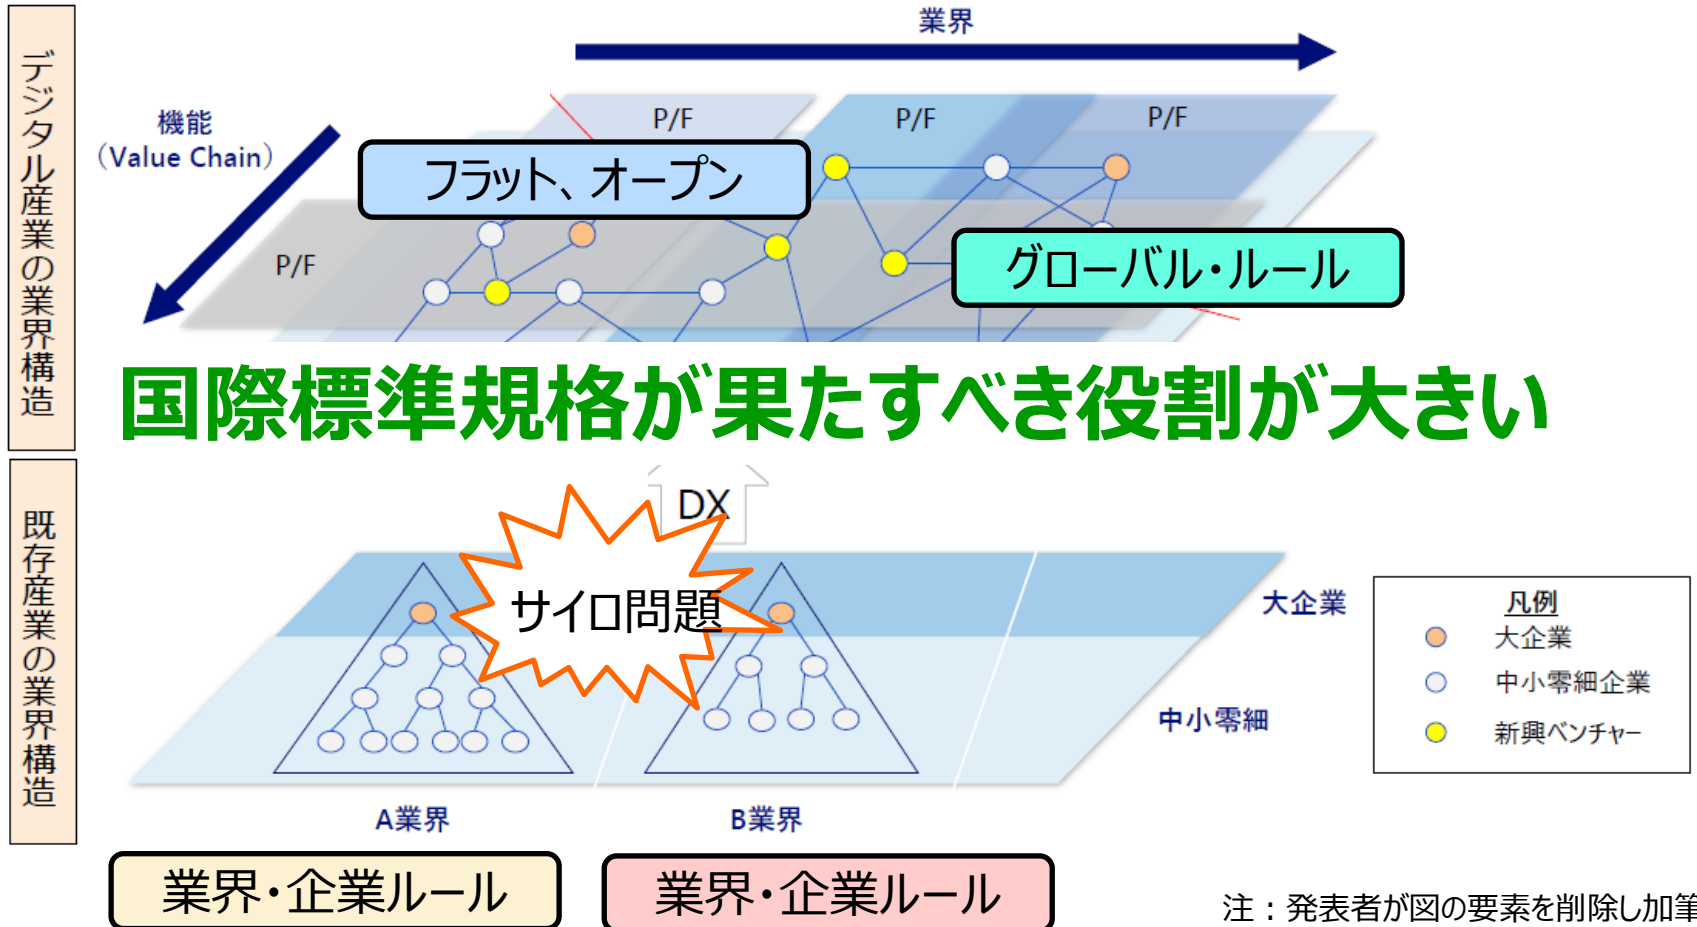 デジタル産業の業界構造
業界
機能
（Value Chain）
P/F
P/F
P/F
フラット、オープン
グローバル・ルール
P/F
国際標準規格が果たすべき役割が大きい
既存産業の業界構造
DX
サイロ問題
大企業
中小零細
凡例
大企業
中小零細企業
新興ベンチャー
A業界
B業界
業界・企業ルール
業界・企業ルール
注：発表者が図の要素を削除し加筆